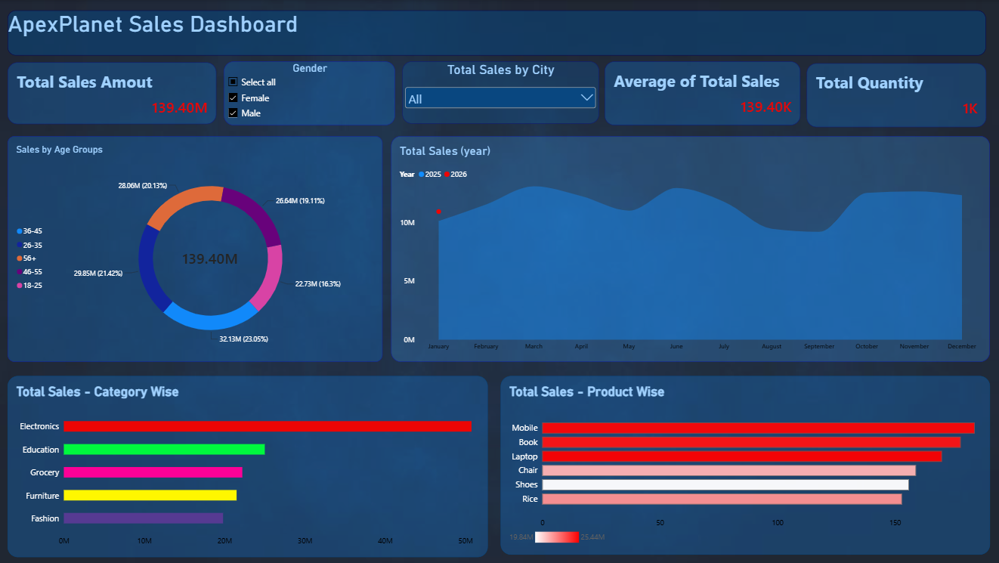 ApexPlanet Sales Dashboard
Total Sales Amout
139.40M
Gender
Select all
Female
Male
Total Sales by City
All
Average of Total Sales
139.40K
Total Quantity
1K
Sales by Age Groups
36-45
26-35
56+
46-55
18-25
28.06M (20.13%)
26.64M (19.11%)
139.40M
29.85M (21.42%)
22.73M (16.3%)
32.13M (23.05%)
Total Sales (year)
Year 2025 2026
10M
5M
0M
January February March April May June July August September October November December
Total Sales - Category Wise
Electronics
Education
Grocery
Furniture
Fashion
0M 10M 20M 30M 40M 50M
Total Sales - Product Wise
Mobile
Book
Laptop
Chair
Shoes
Rice
0 50 100 150
19.84M 25.44M